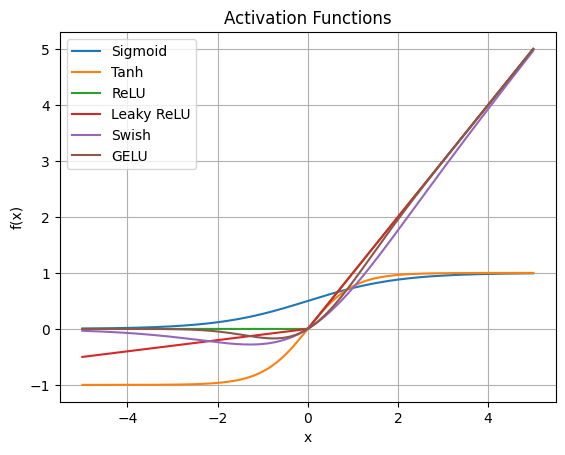 Activation Functions
Sigmoid
Tanh
ReLU
Leaky ReLU
Swish
GELU
5
4
3
2
1
0
−1
f(x)
−4
−2
0
2
4
x